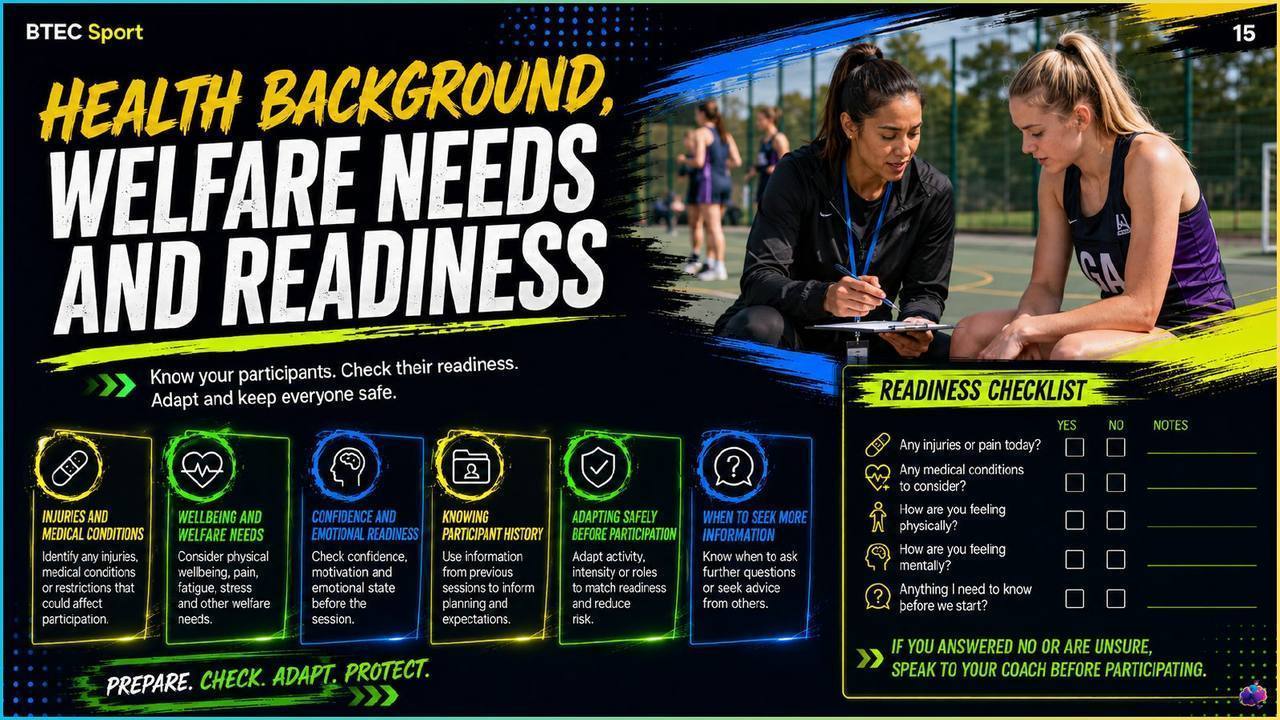 BTEC Sport
15
HEALTH BACKGROUND,
WELFARE NEEDS
AND READINESS
Know your participants. Check their readiness.
Adapt and keep everyone safe.
GA
INJURIES AND
MEDICAL CONDITIONS
Identify any injuries,
medical conditions
or restrictions that
could affect
participation.
WELLBEING AND
WELFARE NEEDS
Consider physical
wellbeing, pain,
fatigue, stress
and other welfare
needs.
CONFIDENCE AND
EMOTIONAL READINESS
Check confidence,
motivation and
emotional state
before the
session.
KNOWING
PARTICIPANT HISTORY
Use information
from previous
sessions to inform
planning and
expectations.
ADAPTING SAFELY
BEFORE PARTICIPATION
Adapt activity,
intensity or roles
to match readiness
and reduce
risk.
WHEN TO SEEK MORE
INFORMATION
Know when to ask
further questions
or seek advice
from others.
PREPARE. CHECK. ADAPT. PROTECT.
READINESS CHECKLIST
YES NO NOTES
Any injuries or pain today?
Any medical conditions
to consider?
How are you feeling
physically?
How are you feeling
mentally?
Anything I need to know
before we start?
IF YOU ANSWERED NO OR ARE UNSURE,
SPEAK TO YOUR COACH BEFORE PARTICIPATING.